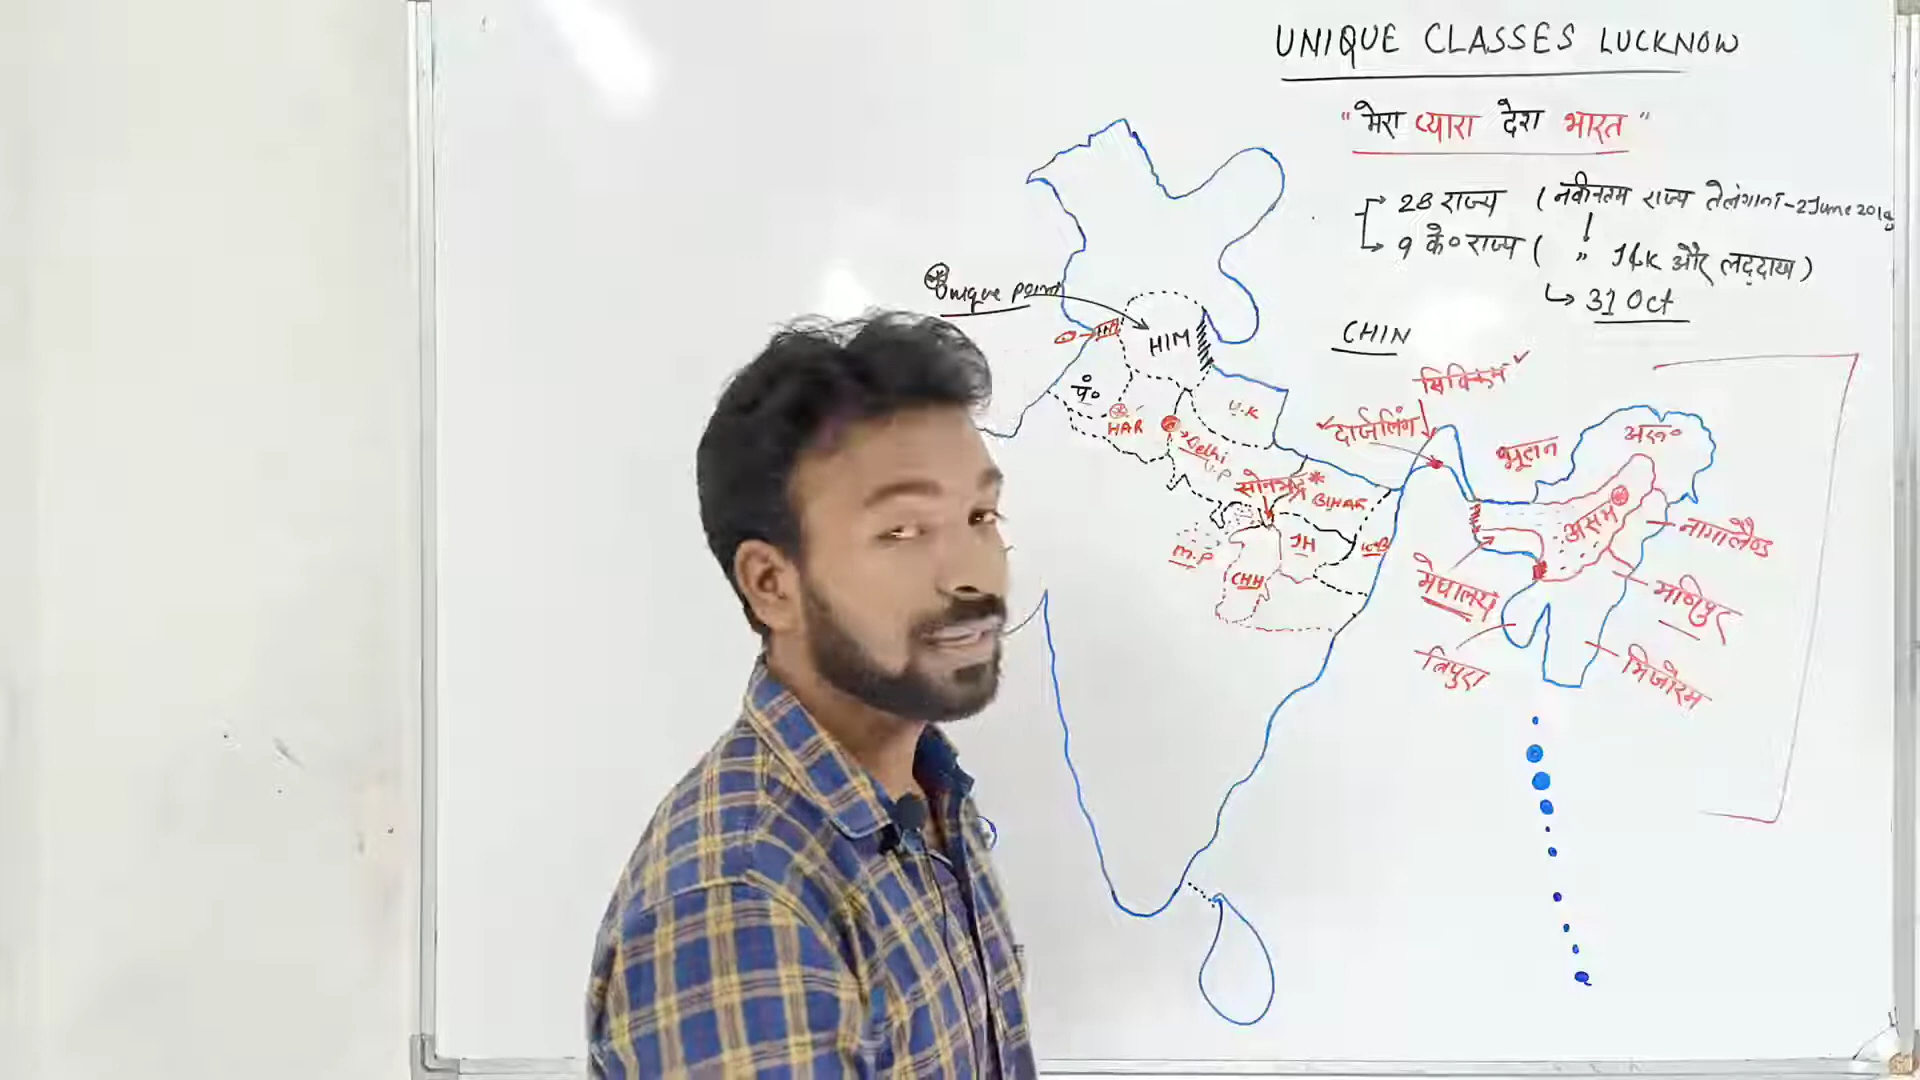 UNIQUE CLASSES LUCKNOW
"मेरा प्यारा देश भारत"
28 राज्य ( नवीनतम राज्य तेलंगाना - 2 June 2014
9 के० राज्य ( " J&K और लद्दाख )
31 Oct
Unique point
HIM
CHIN
सिक्किम
दार्जलिंग
पं०
HAR
U.K
Delhi
U.P
सोनभद्र
BIHAR
भूटान
अरु०
असम
नागालैण्ड
M.P
JH
W.B
CHH
मेघालय
मणिपुर
त्रिपुरा
मिजोरम